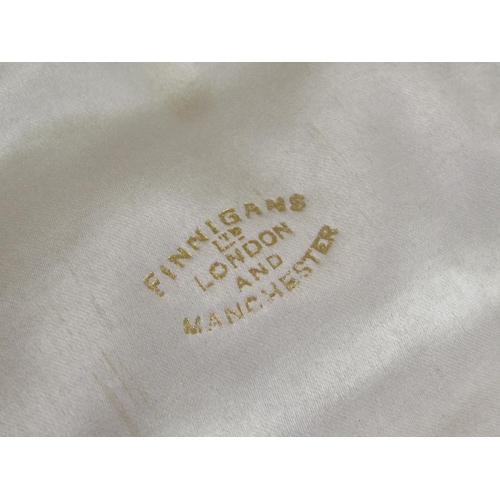 FINNIGANS
LTD
LONDON
AND
MANCHESTER